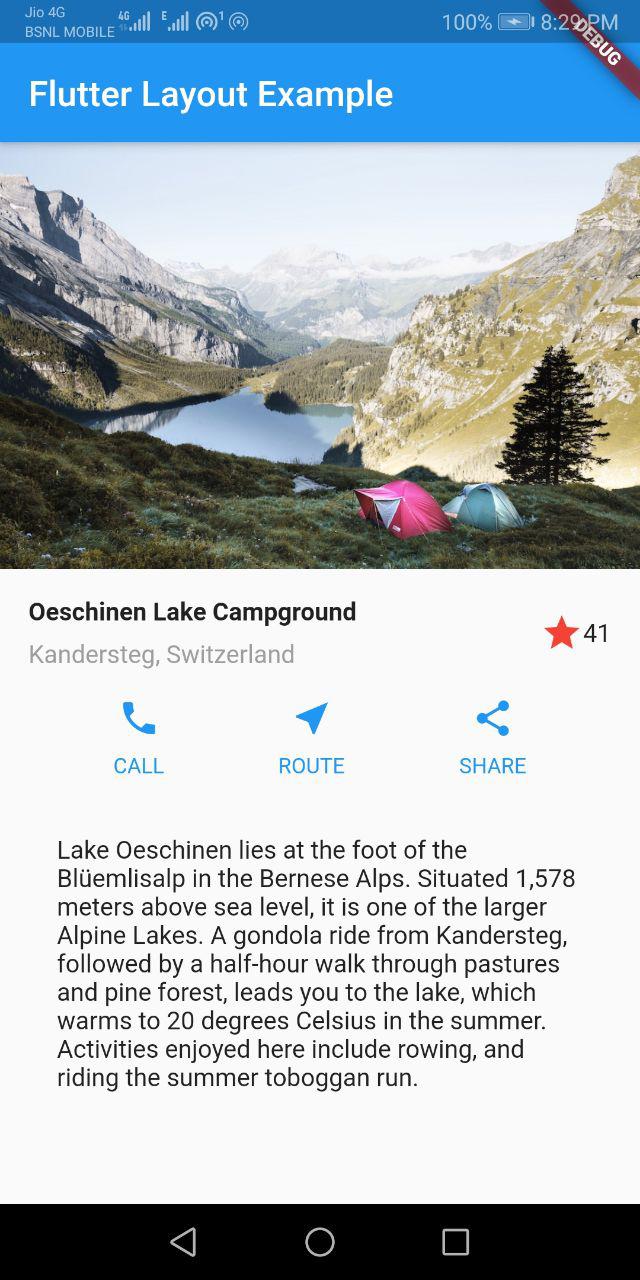 Jio 4G
BSNL MOBILE
4G
E
1
100%
8:29 PM
DEBUG
Flutter Layout Example
Oeschinen Lake Campground
41
Kandersteg, Switzerland
CALL ROUTE SHARE
Lake Oeschinen lies at the foot of the
Blüemlisalp in the Bernese Alps. Situated 1,578
meters above sea level, it is one of the larger
Alpine Lakes. A gondola ride from Kandersteg,
followed by a half-hour walk through pastures
and pine forest, leads you to the lake, which
warms to 20 degrees Celsius in the summer.
Activities enjoyed here include rowing, and
riding the summer toboggan run.